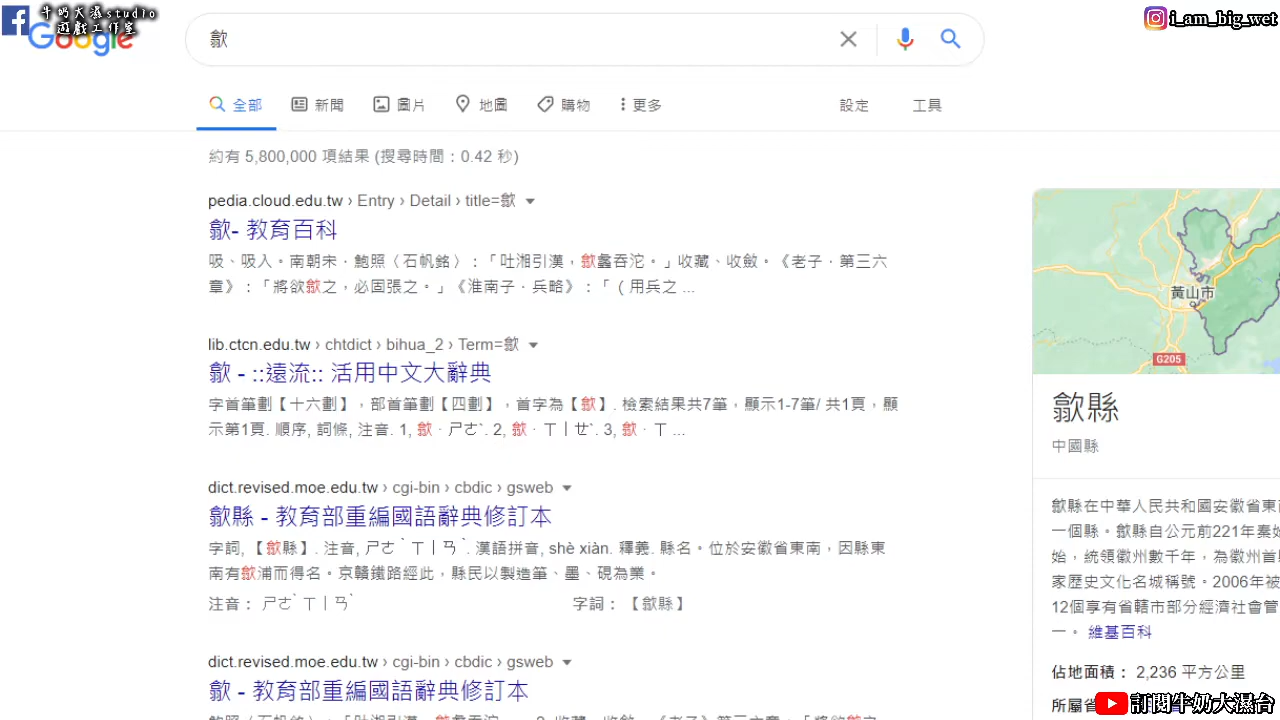 牛奶大濕studio
遊戲工作室
Google
i_am_big_wet
歙
全部 新聞 圖片 地圖 購物 更多 設定 工具
約有 5,800,000 項結果 (搜尋時間：0.42 秒)
pedia.cloud.edu.tw › Entry › Detail › title=歙
歙- 教育百科
吸、吸入。南朝宋．鮑照〈石帆銘〉：「吐湘引漢，歙蠡吞沱。」收藏、收斂。《老子．第三六
章》：「將欲歙之，必固張之。」《淮南子．兵略》：「（用兵之 ...
lib.ctcn.edu.tw › chtdict › bihua_2 › Term=歙
歙 - ::遠流:: 活用中文大辭典
字首筆劃【十六劃】，部首筆劃【四劃】，首字為【歙】. 檢索結果共7筆，顯示1-7筆/ 共1頁，顯
示第1頁. 順序, 詞條, 注音. 1, 歙．ㄕㄜˋ. 2, 歙．ㄒㄧㄝˋ. 3, 歙．ㄒ ...
dict.revised.moe.edu.tw › cgi-bin › cbdic › gsweb
歙縣 - 教育部重編國語辭典修訂本
字詞, 【歙縣】. 注音, ㄕㄜˋ ㄒㄧㄢˋ. 漢語拼音, shè xiàn. 釋義. 縣名。位於安徽省東南，因縣東
南有歙浦而得名。京贛鐵路經此，縣民以製造筆、墨、硯為業。
注音： ㄕㄜˋ ㄒㄧㄢˋ 字詞： 【歙縣】
dict.revised.moe.edu.tw › cgi-bin › cbdic › gsweb
歙 - 教育部重編國語辭典修訂本
黃山市
G205
歙縣
中國縣
歙縣在中華人民共和國安徽省東南
一個縣。歙縣自公元前221年秦始
始，統領徽州數千年，為徽州首
家歷史文化名城稱號。2006年被
12個享有省轄市部分經濟社會管
一。 維基百科
佔地面積： 2,236 平方公里
所屬省
訂閱牛奶大濕台